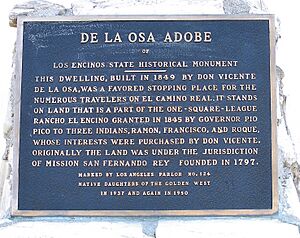 DE LA OSA ADOBE
OF
LOS ENCINOS STATE HISTORICAL MONUMENT
THIS DWELLING, BUILT IN 1849 BY DON VICENTE
DE LA OSA, WAS A FAVORED STOPPING PLACE FOR THE
NUMEROUS TRAVELERS ON EL CAMINO REAL. IT STANDS
ON LAND THAT IS A PART OF THE ONE-SQUARE-LEAGUE
RANCHO EL ENCINO GRANTED IN 1845 BY GOVERNOR PIO
PICO TO THREE INDIANS, RAMON, FRANCISCO, AND ROQUE,
WHOSE INTERESTS WERE PURCHASED BY DON VICENTE.
ORIGINALLY THE LAND WAS UNDER THE JURISDICTION
OF MISSION SAN FERNANDO REY FOUNDED IN 1797.
MARKED BY LOS ANGELES PARLOR NO. 124
NATIVE DAUGHTERS OF THE GOLDEN WEST
IN 1937 AND AGAIN IN 1950